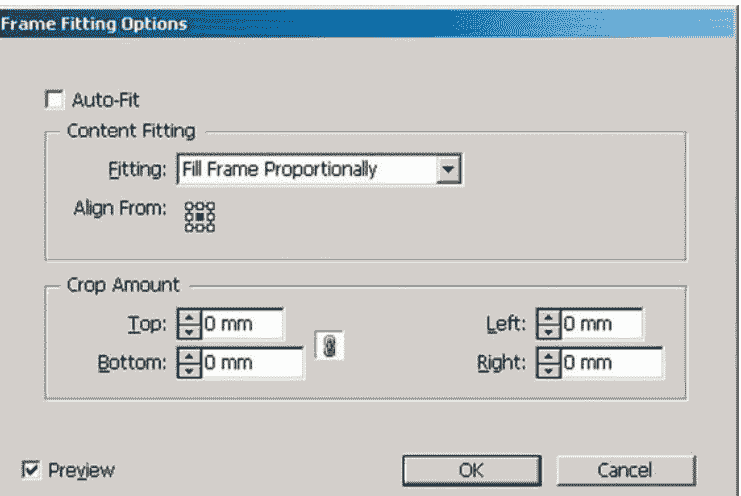 Frame Fitting Options
Auto-Fit
Content Fitting
Fitting: Fill Frame Proportionally
Align From:
Crop Amount
Top: 0 mm Left: 0 mm
Bottom: 0 mm Right: 0 mm
Preview OK Cancel